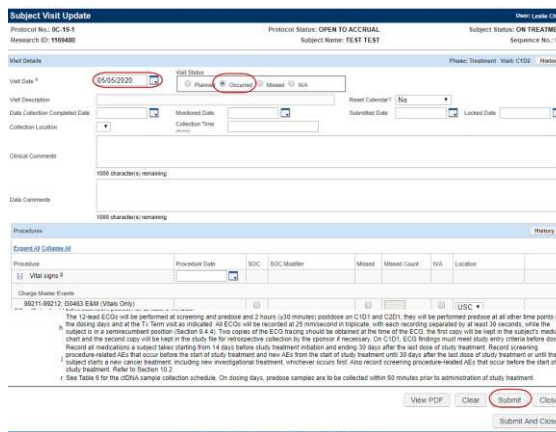 Subject Visit Update
User: Leslie Ch
Protocol No.: 0C-19-1
Protocol Status: OPEN TO ACCRUAL
Subject Status: ON TREATME
Research ID: 1169480
Subject Name: TEST TEST
Sequence No.:
Visit Details
Phase: Treatment Visit: C1D2 History
Visit Date
05/05/2020
Visit Status
Planned Occurred Missed N/A
Visit Description
Reset Calendar? No
Data Collection Completed Date
Monitored Date
Submitted Date
Locked Date
Collection Location
Collection Time
Clinical Comments
1000 character(s) remaining
Data Comments
1000 character(s) remaining
Procedures
History
Expand All Collapse All
Procedure Procedure Date SOC SOC Modifier Missed Missed Count N/A Location
Vital signs
Charge Master Events
99211-99212; G0463 E&M (Vitals Only)
USC
The 12-lead ECGs will be performed at screening and predose and 2 hours (±30 minutes) postdose on C1D1 and C2D1; they will be performed predose at all other time points
the dosing days and at the Tx Term visit as indicated. All ECGs will be recorded at 25 mm/second in triplicate, with each recording separated by at least 30 seconds, while the
h subject is in a semirecumbent position (Section 9.4.4). Two copies of the ECG tracing should be obtained at the time of the ECG, the first copy will be kept in the subject's medic
chart and the second copy will be kept in the study file for retrospective collection by the sponsor if necessary. On C1D1, ECG findings must meet study entry criteria before dos
Record all medications a subject takes starting from 14 days before study treatment initiation and ending 30 days after the last dose of study treatment. Record screening
j procedure-related AEs that occur before the start of study treatment and new AEs from the start of study treatment until 30 days after the last dose of study treatment or until the
subject starts a new cancer treatment, including new investigational treatment, whichever occurs first. Also record screening procedure-related AEs that occur before the start of
study treatment. Refer to Section 10.2.
r See Table 6 for the ctDNA sample collection schedule. On dosing days, predose samples are to be collected within 60 minutes prior to administration of study treatment.
View PDF Clear Submit Close
Submit And Close